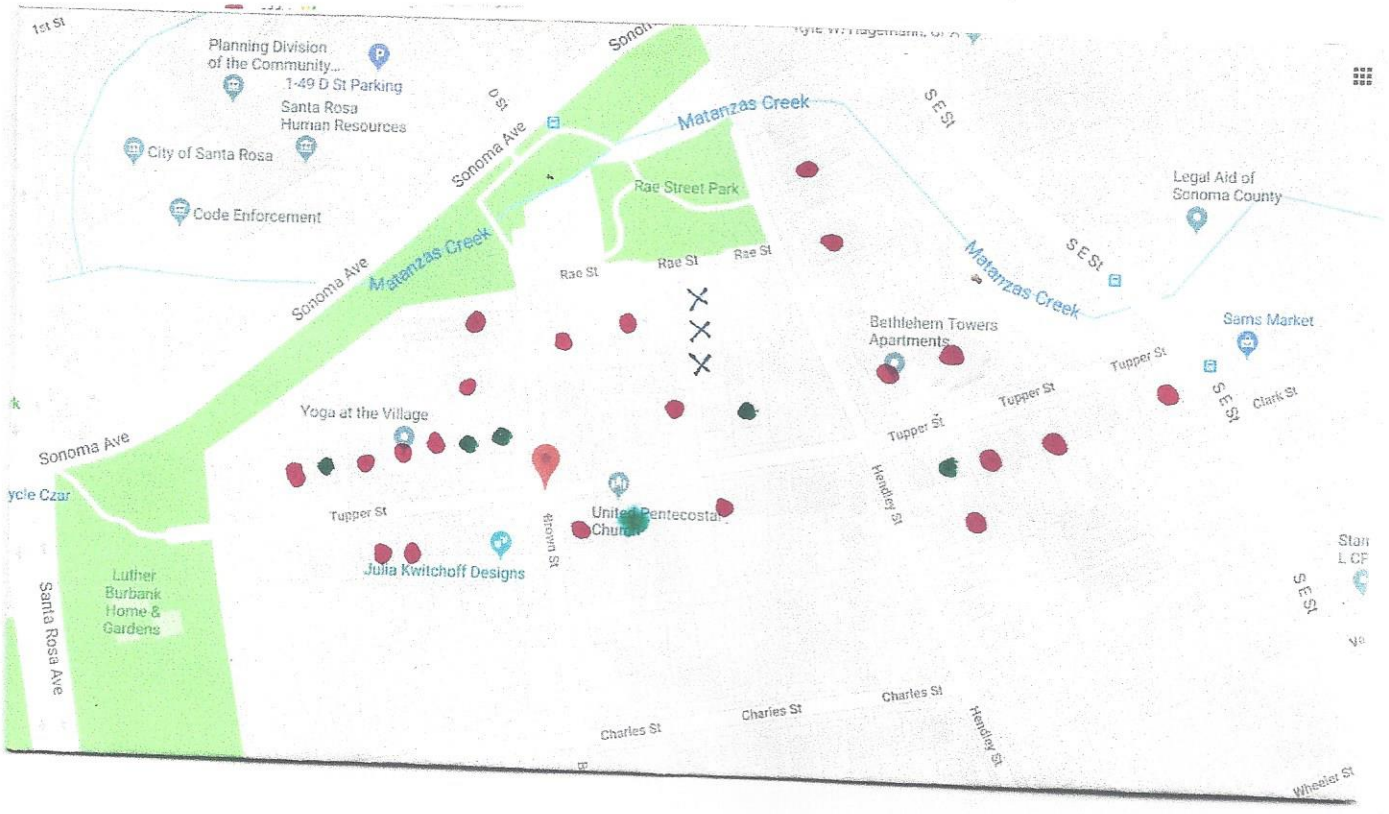 1st St
Planning Division
of the Community...
1-49 D St Parking
P
Santa Rosa
Human Resources
City of Santa Rosa
Code Enforcement
D St
Sonoma Ave
Matanzas Creek
S E St
Rae Street Park
Legal Aid of
Sonoma County
Sonoma Ave
Matanzas Creek
Rae St
Rae St
Rae St
S E St
Matanzas Creek
Bethlehem Towers
Apartments
Sams Market
Tupper St
Tupper St
Tupper St
S E St
Clark St
Yoga at the Village
Sonoma Ave
k
ycle Czar
Tupper St
United Pentecostal
Church
Hendley St
Brown St
Julia Kwitchoff Designs
Luther
Burbank
Home &
Gardens
Santa Rosa Ave
S E St
Charles St
Charles St
Charles St
Hendley St
Wheeler St